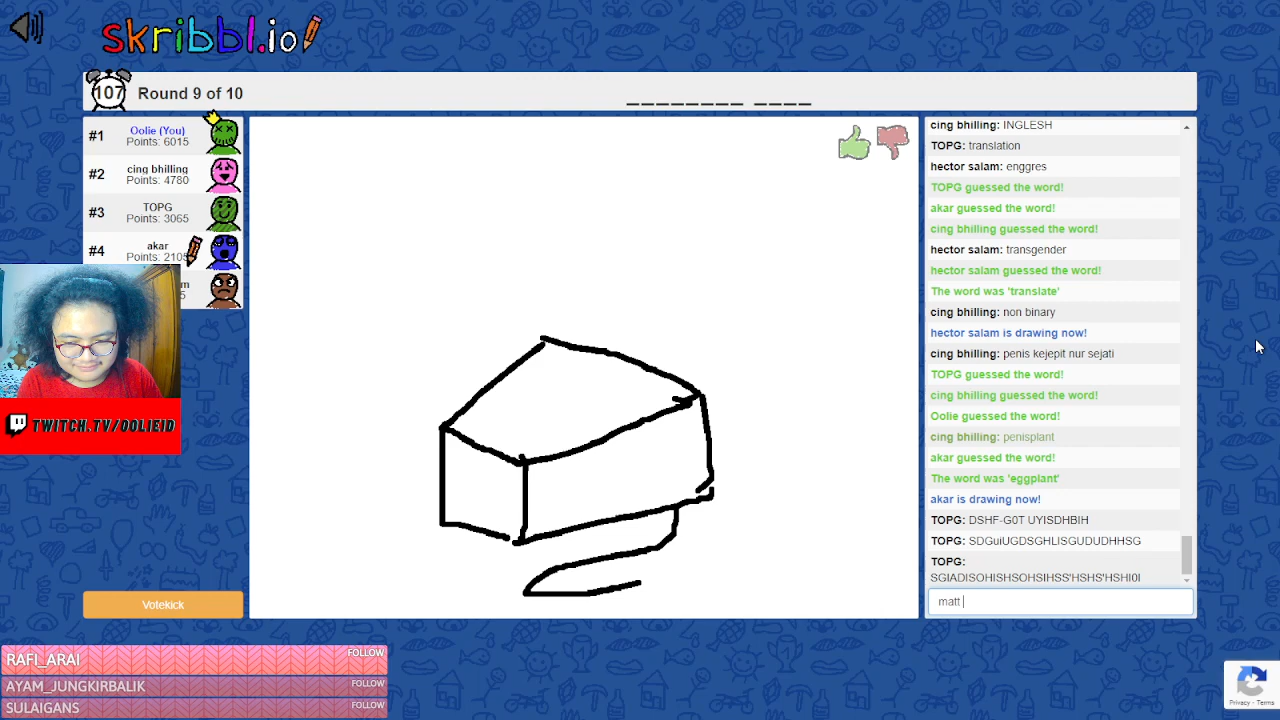 skribbl.io
107
Round 9 of 10
________ ____
#1
Oolie (You)
Points: 6015
#2
cing bhilling
Points: 4780
#3
TOPG
Points: 3065
#4
akar
Points: 2105
TWITCH.TV/OOLIEID
Votekick
RAFI_ARAI
FOLLOW
AYAM_JUNGKIRBALIK
FOLLOW
SULAIGANS
FOLLOW
cing bhilling: INGLESH
TOPG: translation
hector salam: enggres
TOPG guessed the word!
akar guessed the word!
cing bhilling guessed the word!
hector salam: transgender
hector salam guessed the word!
The word was 'translate'
cing bhilling: non binary
hector salam is drawing now!
cing bhilling: penis kejepit nur sejati
TOPG guessed the word!
cing bhilling guessed the word!
Oolie guessed the word!
cing bhilling: penisplant
akar guessed the word!
The word was 'eggplant'
akar is drawing now!
TOPG: DSHF-G0T UYISDHBIH
TOPG: SDGuiUGDSGHLISGUDUDHHSG
TOPG:
SGIADISOHISHSOHSIHSS'HSHS'HSHI0I
matt
Privacy - Terms